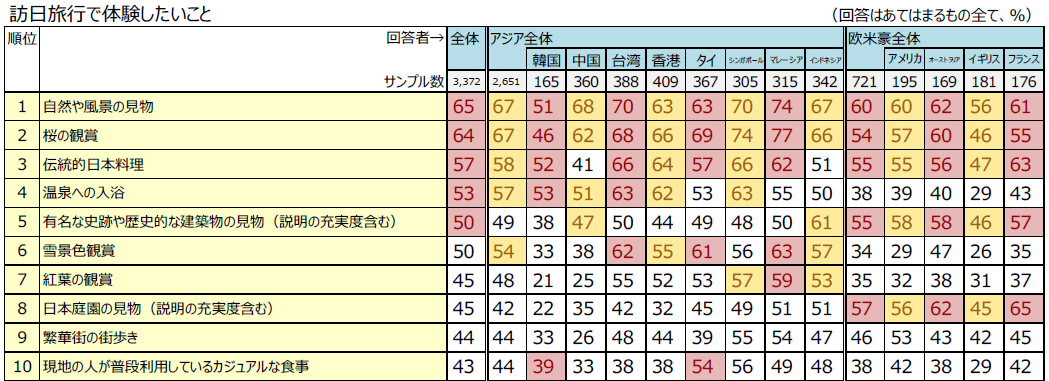 訪日旅行で体験したいこと (回答はあてはまるもの全て、%)
順位 回答者→ 全体 アジア全体 欧米豪全体
韓国 中国 台湾 香港 タイ シンガポール マレーシア インドネシア アメリカ オーストラリア イギリス フランス
サンプル数 3,372 2,651 165 360 388 409 367 305 315 342 721 195 169 181 176
1 自然や風景の見物 65 67 51 68 70 63 63 70 74 67 60 60 62 56 61
2 桜の観賞 64 67 46 62 68 66 69 74 77 66 54 57 60 46 55
3 伝統的日本料理 57 58 52 41 66 64 57 66 62 51 55 55 56 47 63
4 温泉への入浴 53 57 53 51 63 62 53 63 55 50 38 39 40 29 43
5 有名な史跡や歴史的な建築物の見物(説明の充実度含む) 50 49 38 47 50 44 49 48 50 61 55 58 58 46 57
6 雪景色観賞 50 54 33 38 62 55 61 56 63 57 34 29 47 26 35
7 紅葉の観賞 45 48 21 25 55 52 53 57 59 53 35 32 38 31 37
8 日本庭園の見物(説明の充実度含む) 45 42 22 35 42 32 45 49 51 51 57 56 62 45 65
9 繁華街の街歩き 44 44 33 26 48 44 39 55 54 47 46 53 43 42 45
10 現地の人が普段利用しているカジュアルな食事 43 44 39 33 38 38 54 56 49 48 38 42 38 29 42